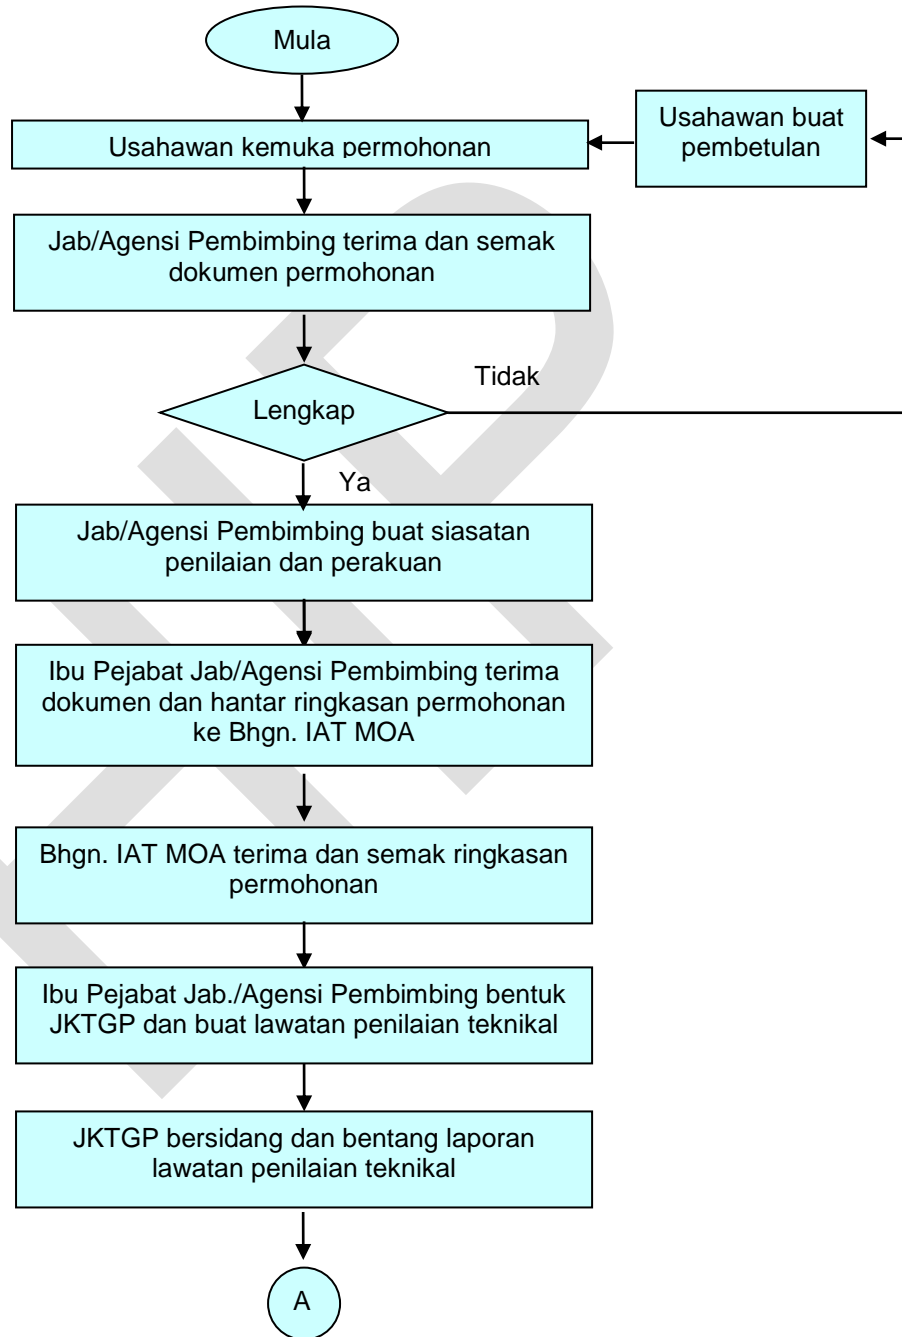 Mula
Usahawan kemuka permohonan
Usahawan buat
pembetulan
Jab/Agensi Pembimbing terima dan semak
dokumen permohonan
Lengkap
Tidak
Ya
Jab/Agensi Pembimbing buat siasatan
penilaian dan perakuan
Ibu Pejabat Jab/Agensi Pembimbing terima
dokumen dan hantar ringkasan permohonan
ke Bhgn. IAT MOA
Bhgn. IAT MOA terima dan semak ringkasan
permohonan
Ibu Pejabat Jab./Agensi Pembimbing bentuk
JKTGP dan buat lawatan penilaian teknikal
JKTGP bersidang dan bentang laporan
lawatan penilaian teknikal
A